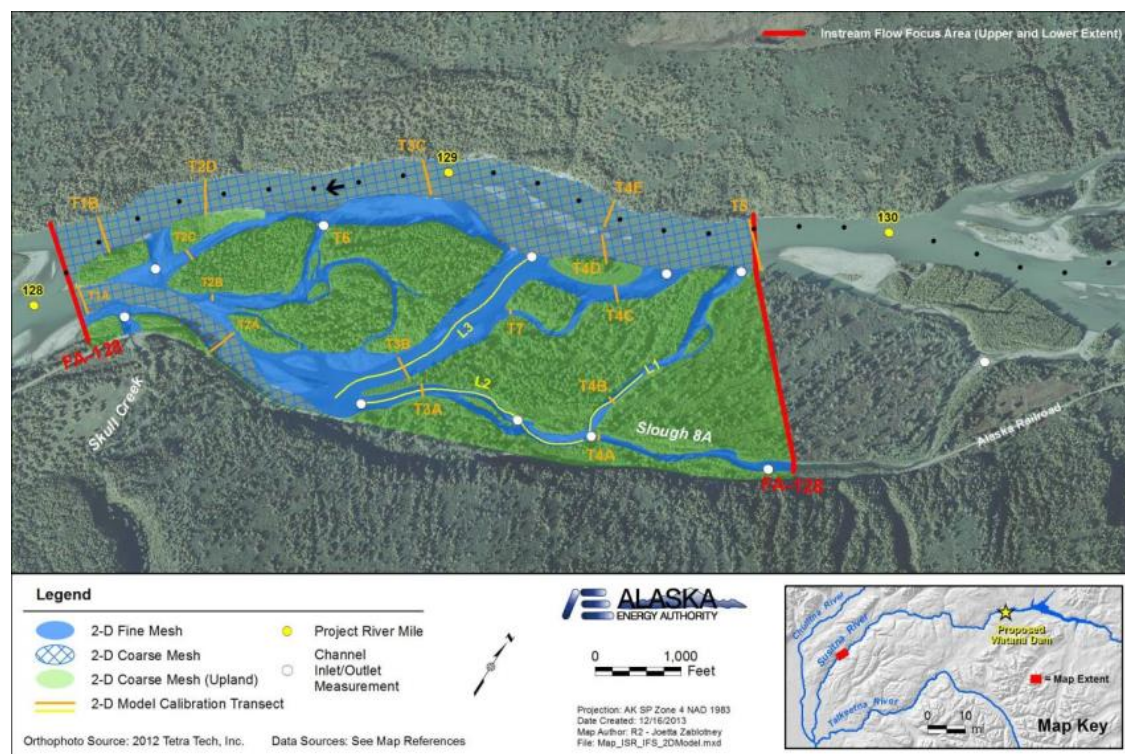 Instream Flow Focus Area (Upper and Lower Extent)
129
T3C
T2D
T4E
T1B
T5
130
T6
T2C
T4D
128
T1A
T2B
T4C
T7
T2A
L3
T3B
FA-128
L1
L2
T4B
T3A
Skull Creek
Slough 8A
T4A
Alaska Railroad
FA-128
Legend
2-D Fine Mesh
2-D Coarse Mesh
2-D Coarse Mesh (Upland)
2-D Model Calibration Transect
Project River Mile
Channel
Inlet/Outlet
Measurement
Orthophoto Source: 2012 Tetra Tech, Inc.
Data Sources: See Map References
ALASKA
ENERGY AUTHORITY
0 1,000
Feet
N
Projection: AK SP Zone 4 NAD 1983
Date Created: 12/16/2013
Map Author: R2 - Joetta Zablotney
File: Map_ISR_IFS_2DModel.mxd
Chulitna River
Susitna River
Proposed
Watana Dam
= Map Extent
Talkeetna River
0 10
mi
Map Key